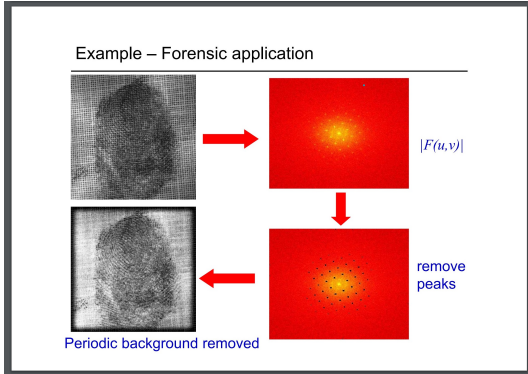 Example – Forensic application
|F(u,v)|
remove
peaks
Periodic background removed